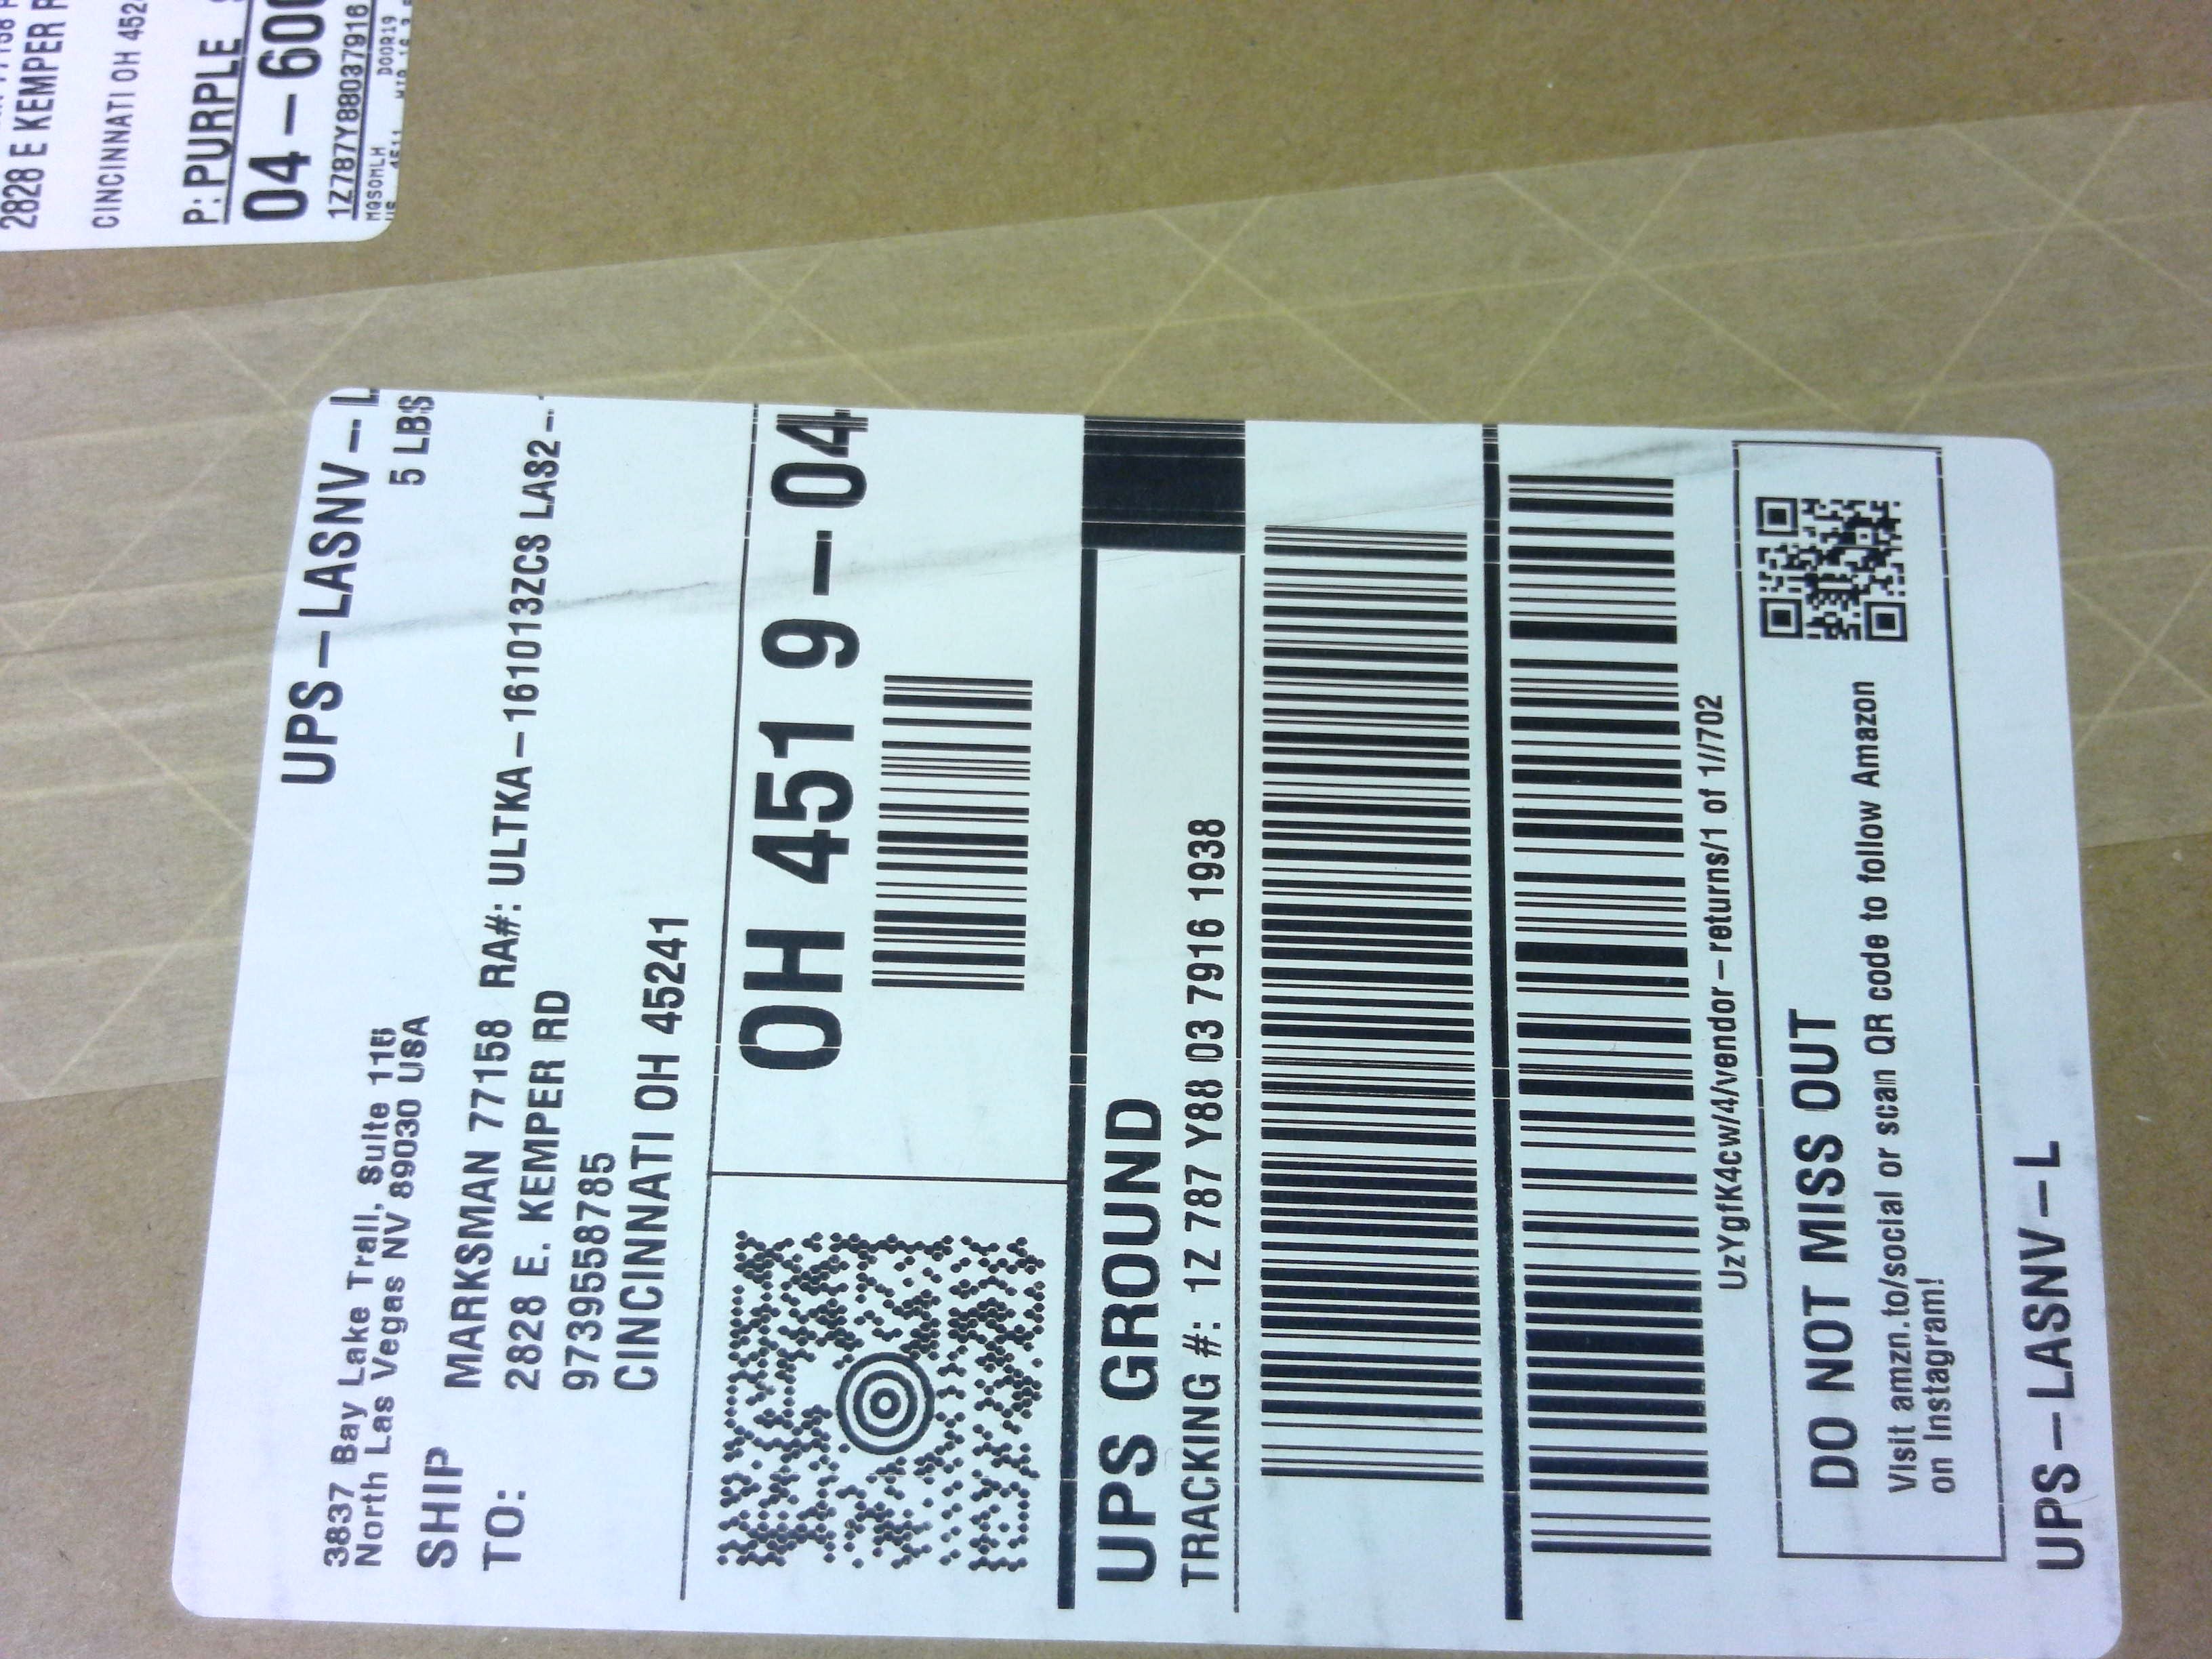 2828 E KEMPER
CINCINNATI OH
P: PURPLE
04 – 600
1Z787Y88037916
MQSOMLH DOOR19
UPS–LASNV–L
5 LBS
3837 Bay Lake Trail, Suite 116
North Las Vegas NV 89030 USA
SHIP
TO:
MARKSMAN 77158 RA#: ULTKA–161013ZCS LAS2–
2828 E. KEMPER RD
9739558785
CINCINNATI OH 45241
OH 451 9–04
UPS GROUND
TRACKING #: 1Z 787 Y88 03 7916 1938
UzYgfK4cw/4/vendor–returns/1 of 1//702
DO NOT MISS OUT
Visit amzn.to/social or scan QR code to follow Amazon
on Instagram!
UPS–LASNV–L